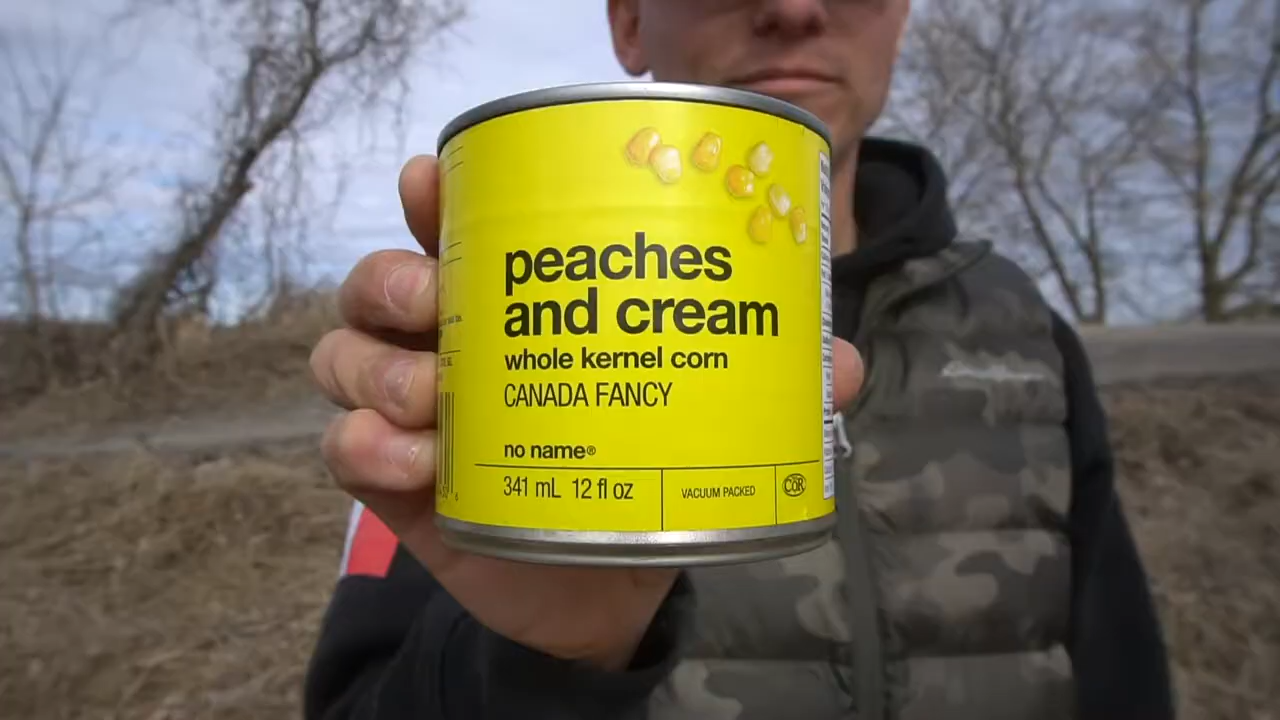 peaches
and cream
whole kernel corn
CANADA FANCY
no name®
341 mL 12 fl oz
VACUUM PACKED
COR